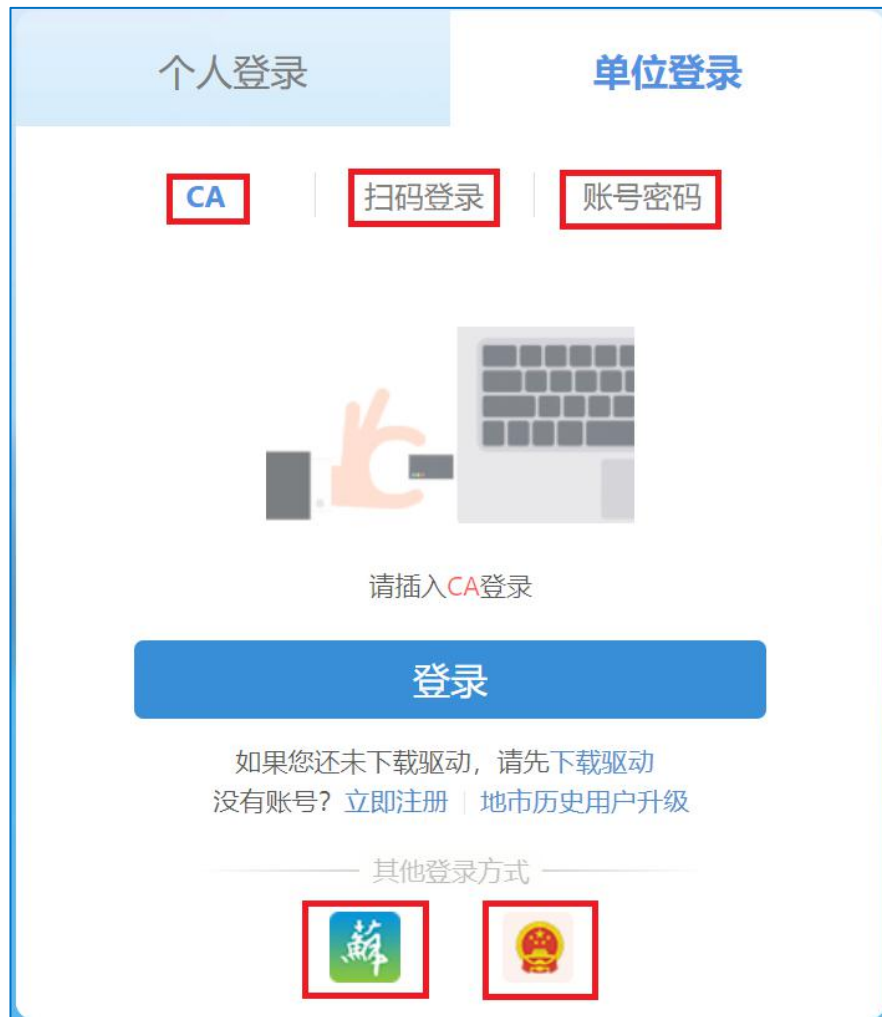 个人登录 单位登录
CA 扫码登录 账号密码
请插入CA登录
登录
如果您还未下载驱动，请先下载驱动
没有账号？立即注册 地市历史用户升级
其他登录方式
蘇